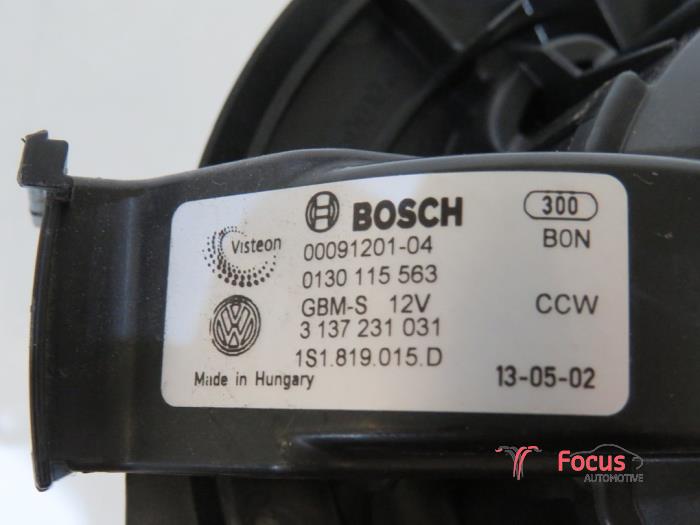 BOSCH
300
Visteon
00091201-04
B0N
0130 115 563
GBM-S 12V
CCW
3 137 231 031
1S1.819.015.D
Made in Hungary
13-05-02
Focus
AUTOMOTIVE